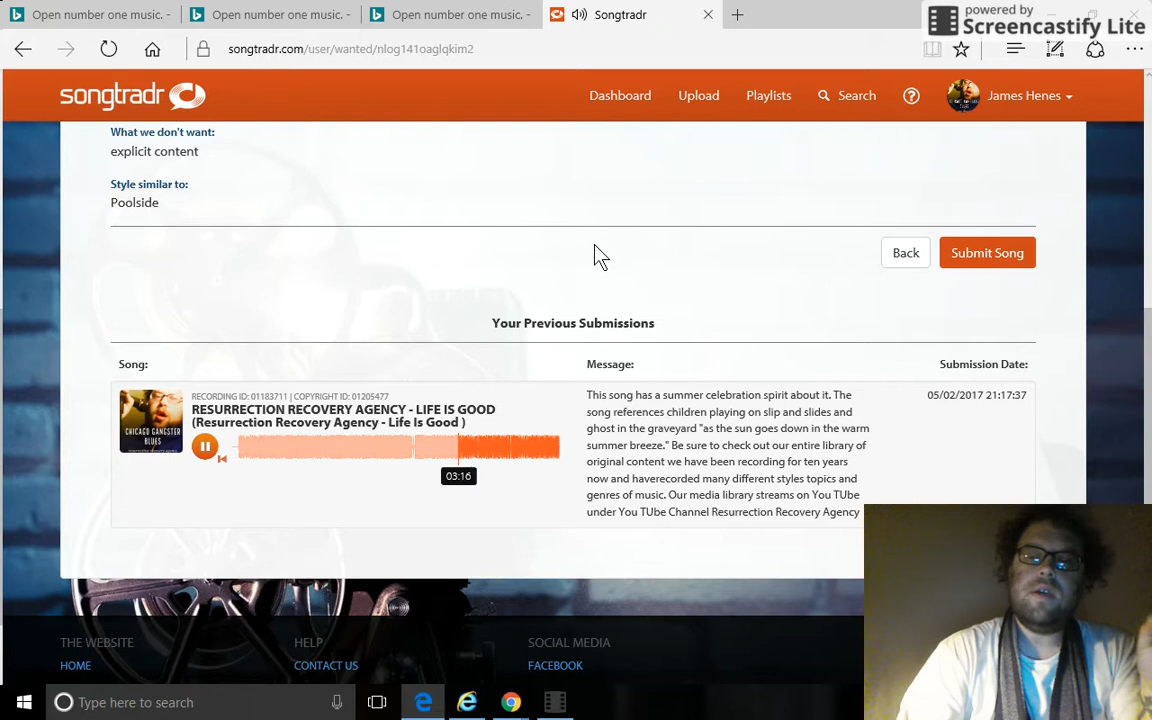 Open number one music. -
Open number one music. -
Open number one music. -
Songtradr
powered by
Screencastify Lite
songtradr.com/user/wanted/nlog141oaglqkim2
songtradr
Dashboard
Upload
Playlists
Search
James Henes
What we don't want:
explicit content
Style similar to:
Poolside
Back
Submit Song
Your Previous Submissions
Song:
Message:
Submission Date:
RECORDING ID: 01183711 | COPYRIGHT ID: 01205477
RESURRECTION RECOVERY AGENCY - LIFE IS GOOD
(Resurrection Recovery Agency - Life Is Good )
CHICAGO GANGSTER
BLUES
03:16
This song has a summer celebration spirit about it. The
song references children playing on slip and slides and
ghost in the graveyard "as the sun goes down in the warm
summer breeze." Be sure to check out our entire library of
original content we have been recording for ten years
now and haverecorded many different styles topics and
genres of music. Our media library streams on You TUbe
under You TUbe Channel Resurrection Recovery Agency
05/02/2017 21:17:37
THE WEBSITE
HELP
SOCIAL MEDIA
HOME
CONTACT US
FACEBOOK
Type here to search